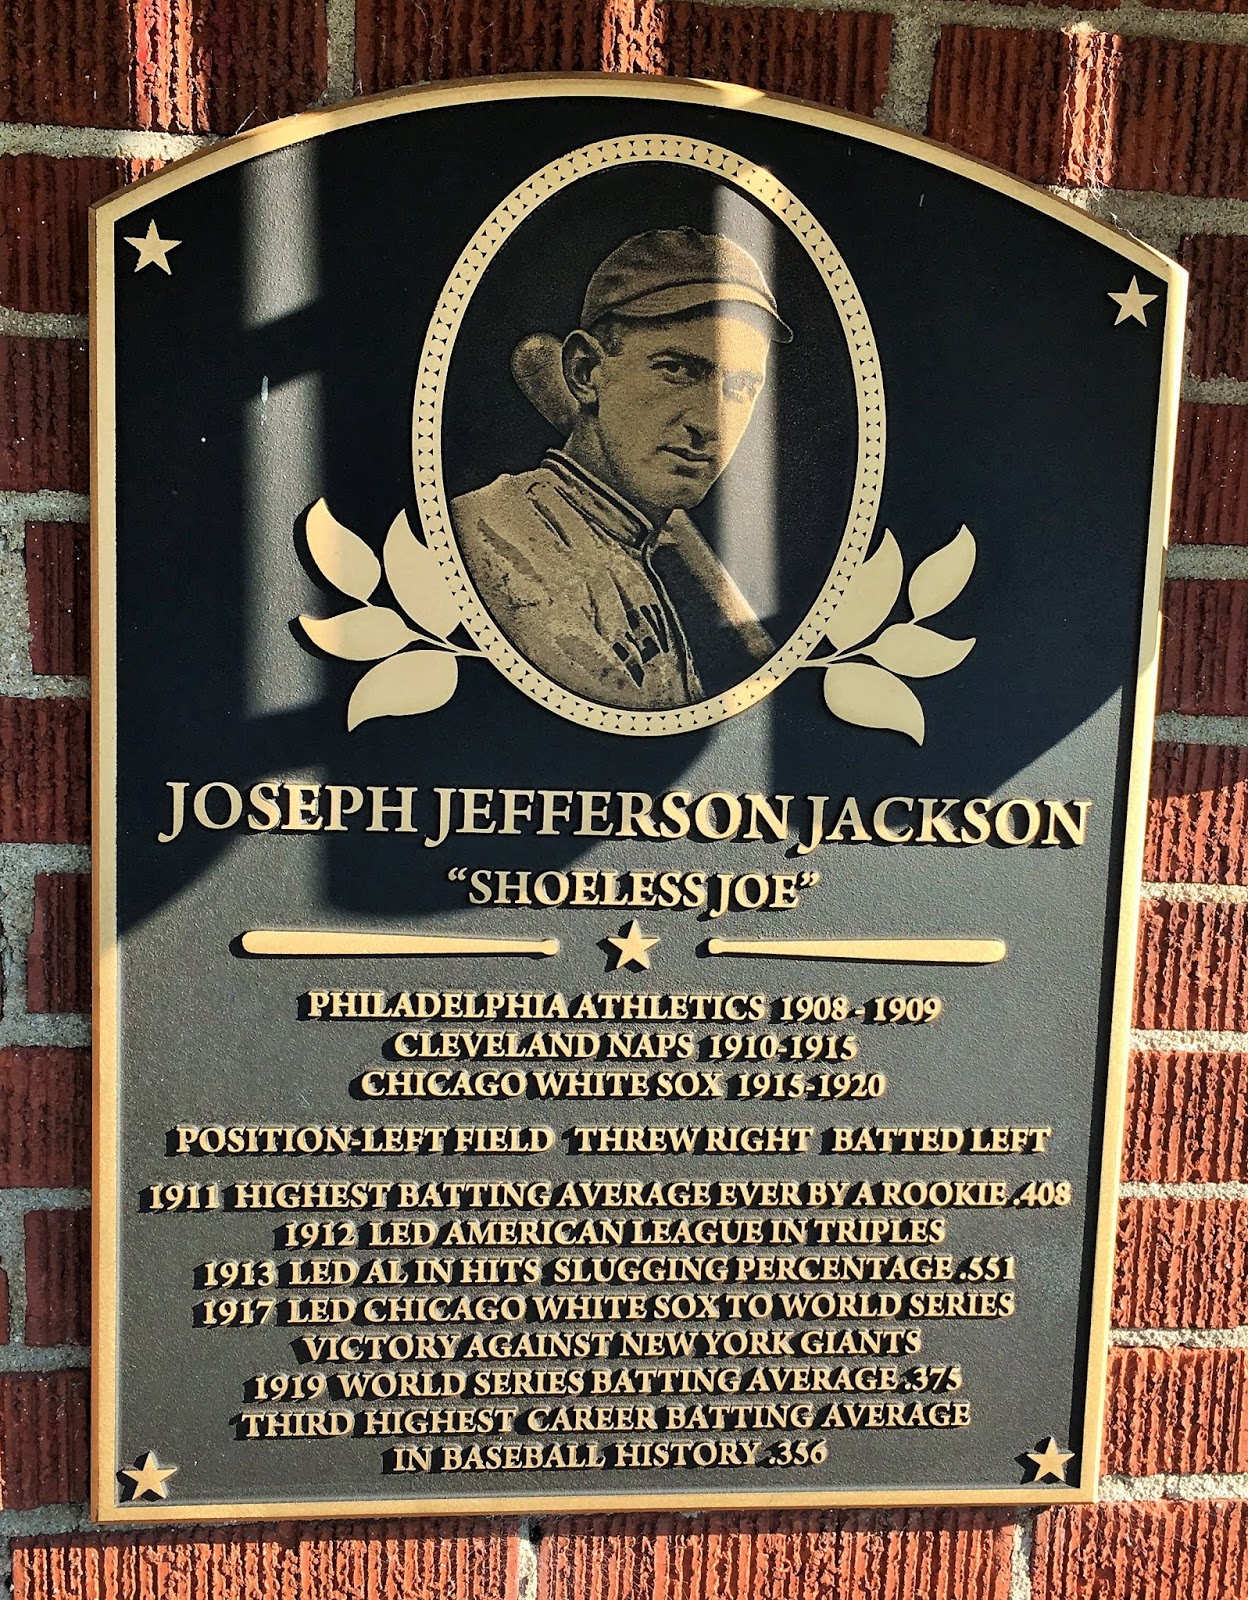 JOSEPH JEFFERSON JACKSON
“SHOELESS JOE”
PHILADELPHIA ATHLETICS 1908 - 1909
CLEVELAND NAPS 1910-1915
CHICAGO WHITE SOX 1915-1920
POSITION-LEFT FIELD THREW RIGHT BATTED LEFT
1911 HIGHEST BATTING AVERAGE EVER BY A ROOKIE .408
1912 LED AMERICAN LEAGUE IN TRIPLES
1913 LED AL IN HITS SLUGGING PERCENTAGE .551
1917 LED CHICAGO WHITE SOX TO WORLD SERIES
VICTORY AGAINST NEW YORK GIANTS
1919 WORLD SERIES BATTING AVERAGE .375
THIRD HIGHEST CAREER BATTING AVERAGE
IN BASEBALL HISTORY .356